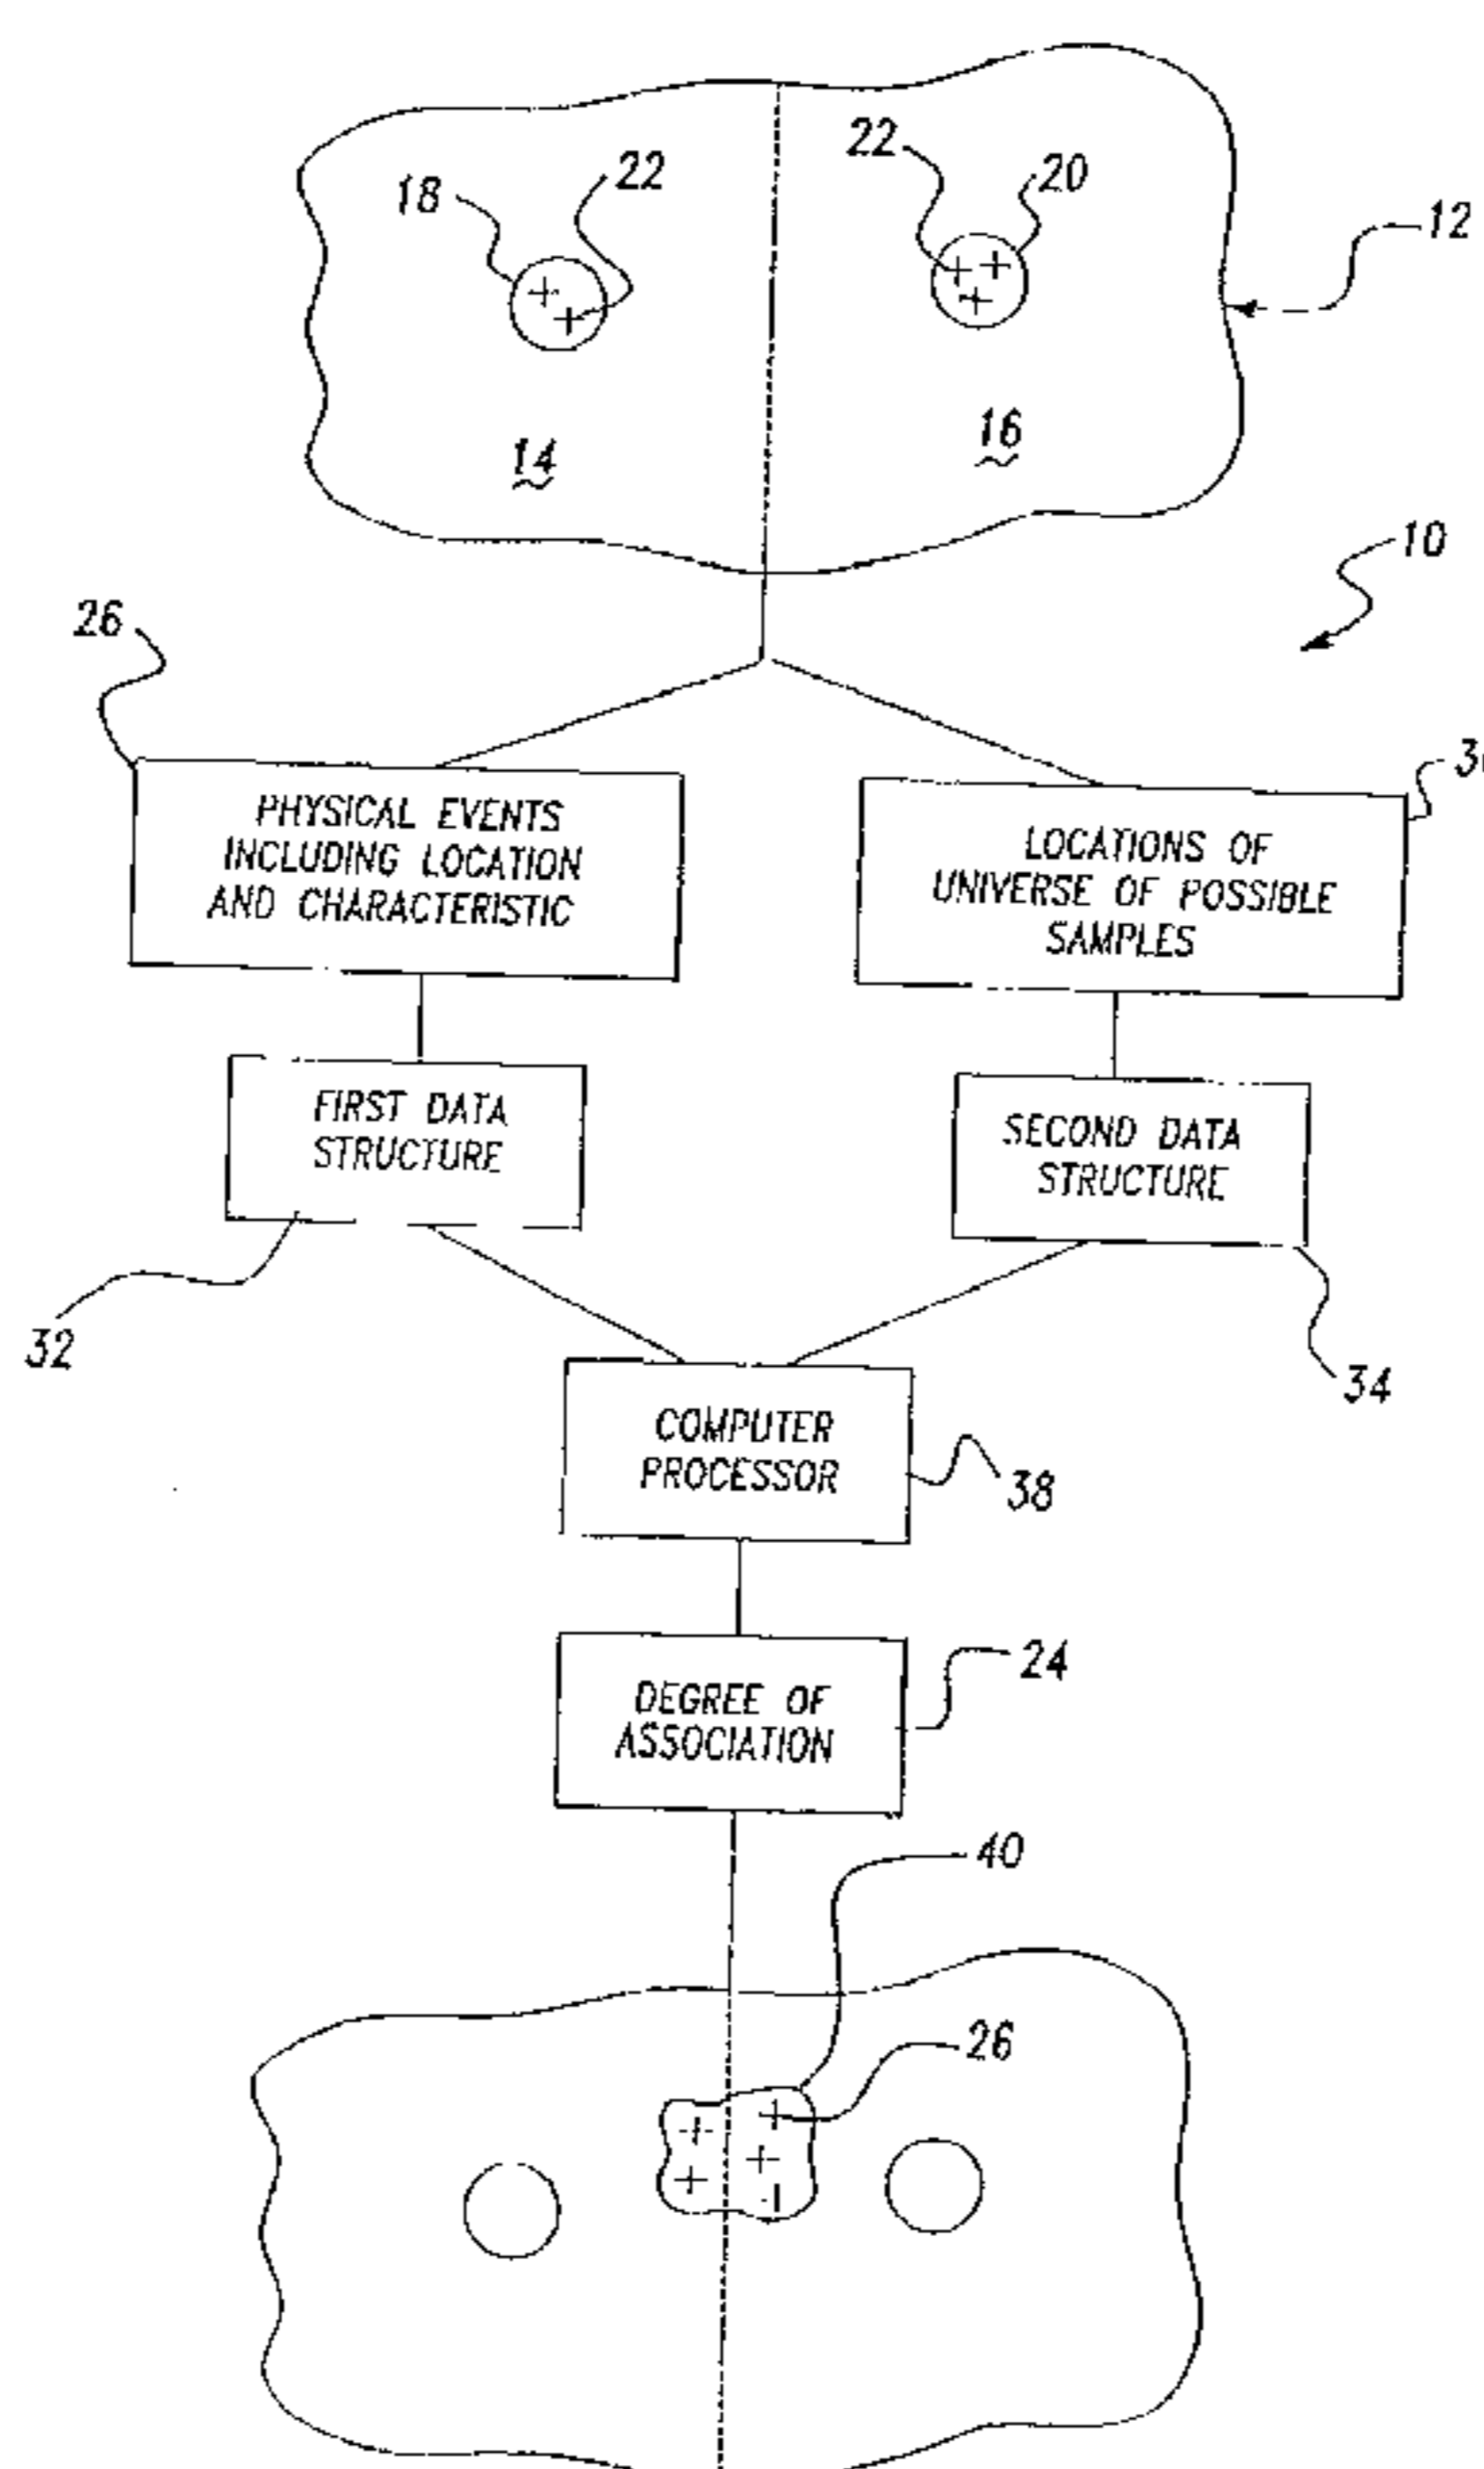 22
22
20
18
12
16
14
10
26
PHYSICAL EVENTS
INCLUDING LOCATION
AND CHARACTERISTIC
LOCATIONS OF
UNIVERSE OF POSSIBLE
SAMPLES
FIRST DATA
STRUCTURE
SECOND DATA
STRUCTURE
32
34
COMPUTER
PROCESSOR
38
24
DEGREE OF
ASSOCIATION
40
26